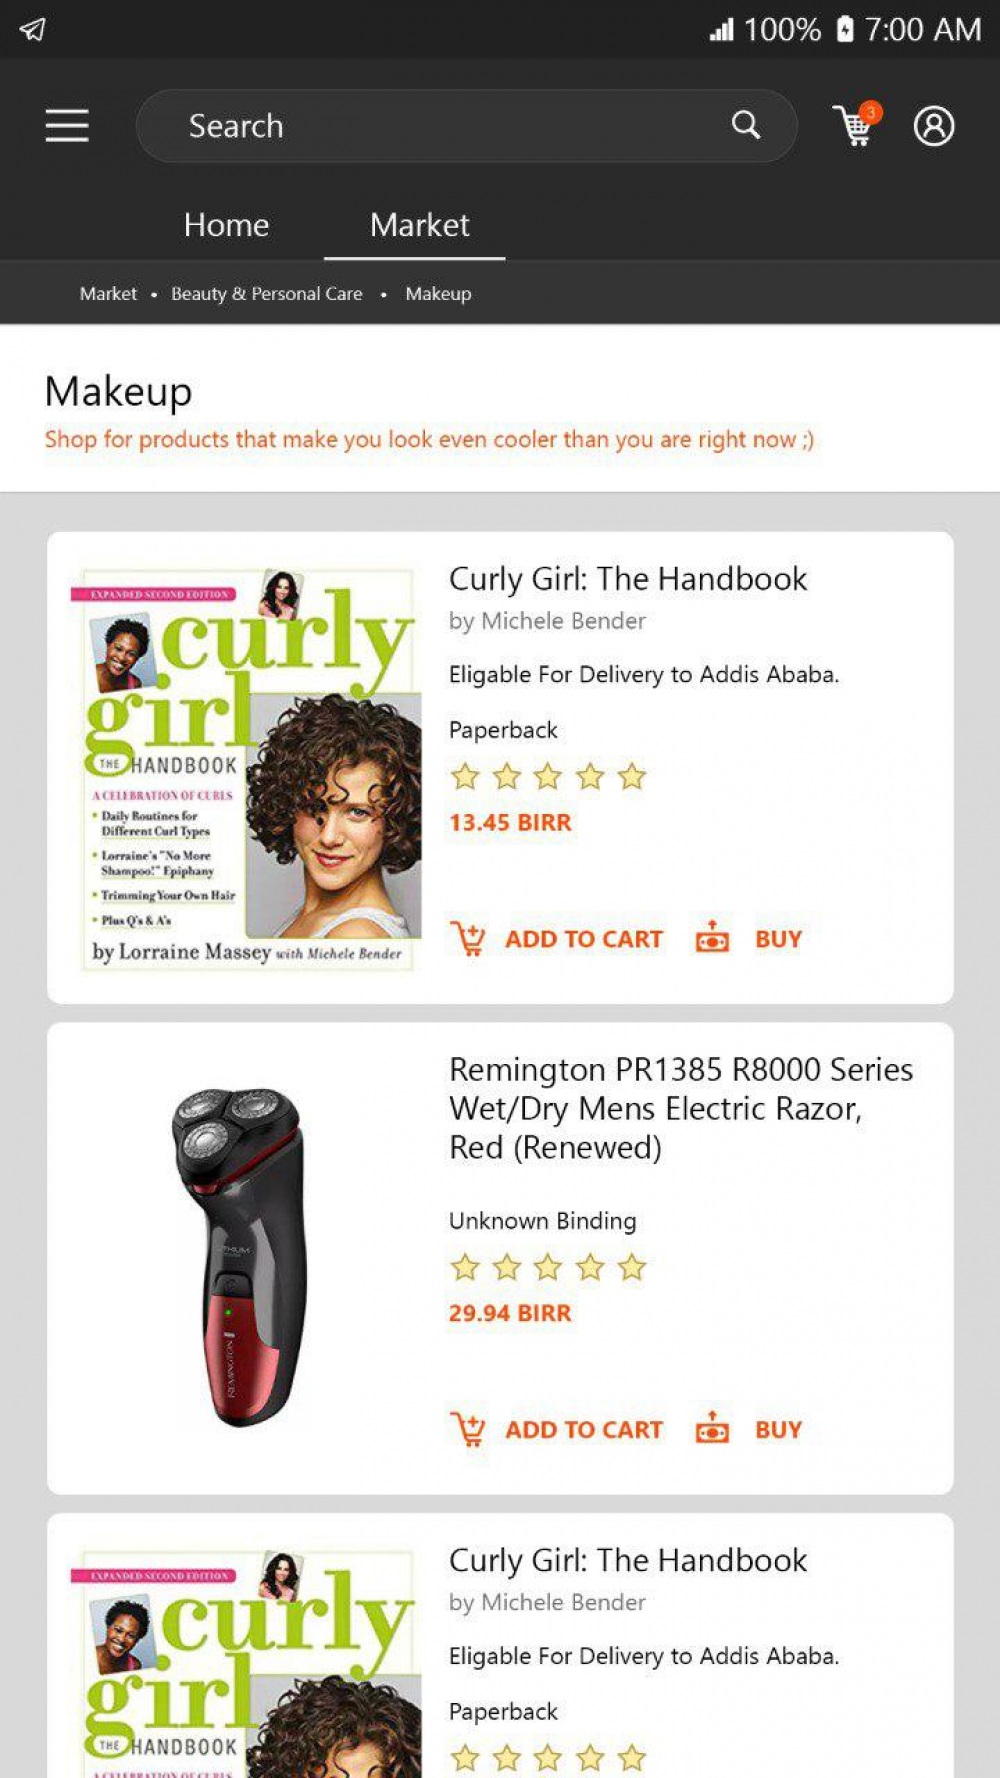 100% 7:00 AM
Search
3
Home Market
Market • Beauty & Personal Care • Makeup
Makeup
Shop for products that make you look even cooler than you are right now ;)
EXPANDED SECOND EDITION
curly
girl
THE HANDBOOK
A CELEBRATION OF CURLS
• Daily Routines for
Different Curl Types
• Lorraine's "No More
Shampoo!" Epiphany
• Trimming Your Own Hair
• Plus Q's & A's
by Lorraine Massey with Michele Bender
Curly Girl: The Handbook
by Michele Bender
Eligable For Delivery to Addis Ababa.
Paperback
13.45 BIRR
ADD TO CART BUY
REMINGTON
Remington PR1385 R8000 Series
Wet/Dry Mens Electric Razor,
Red (Renewed)
Unknown Binding
29.94 BIRR
ADD TO CART BUY
EXPANDED SECOND EDITION
curly
girl
THE HANDBOOK
A CELEBRATION OF CURLS
Curly Girl: The Handbook
by Michele Bender
Eligable For Delivery to Addis Ababa.
Paperback